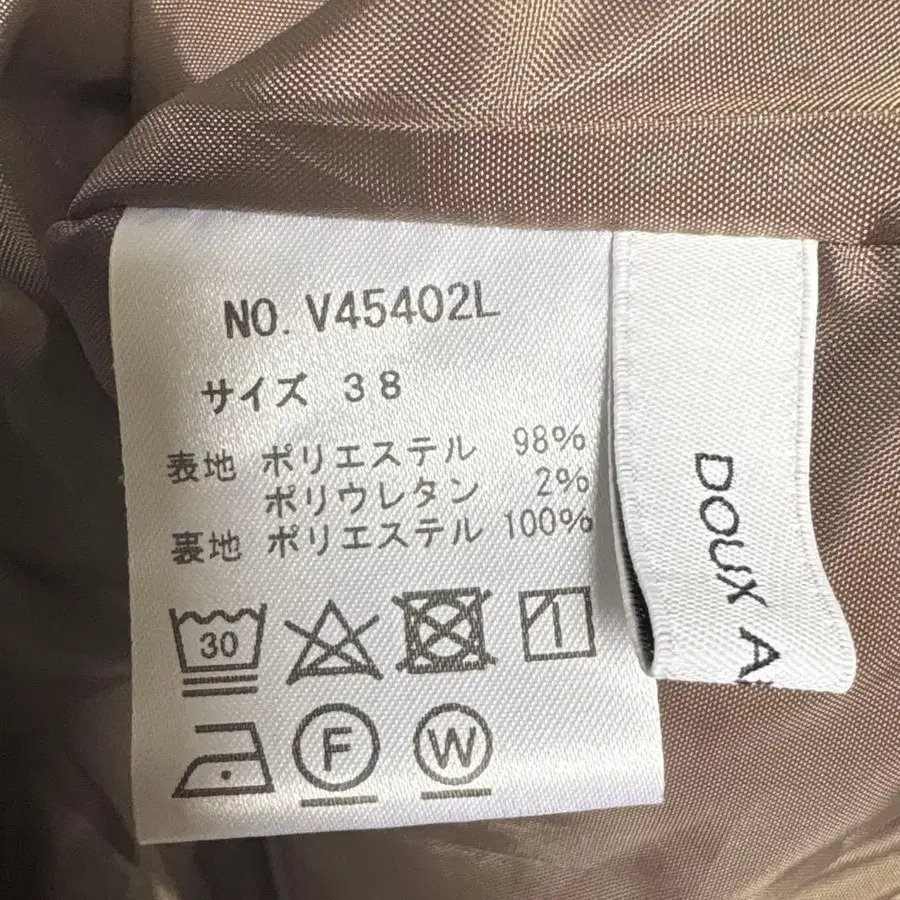 NO. V45402L
サイズ 38
表地 ポリエステル 98%
ポリウレタン 2%
裏地 ポリエステル 100%
30
F
W
DOUX